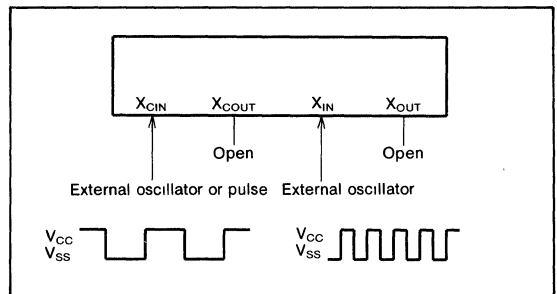 XCIN XCOUT XIN XOUT
Open Open
External oscillator or pulse External oscillator
VCC
VSS
VCC
VSS